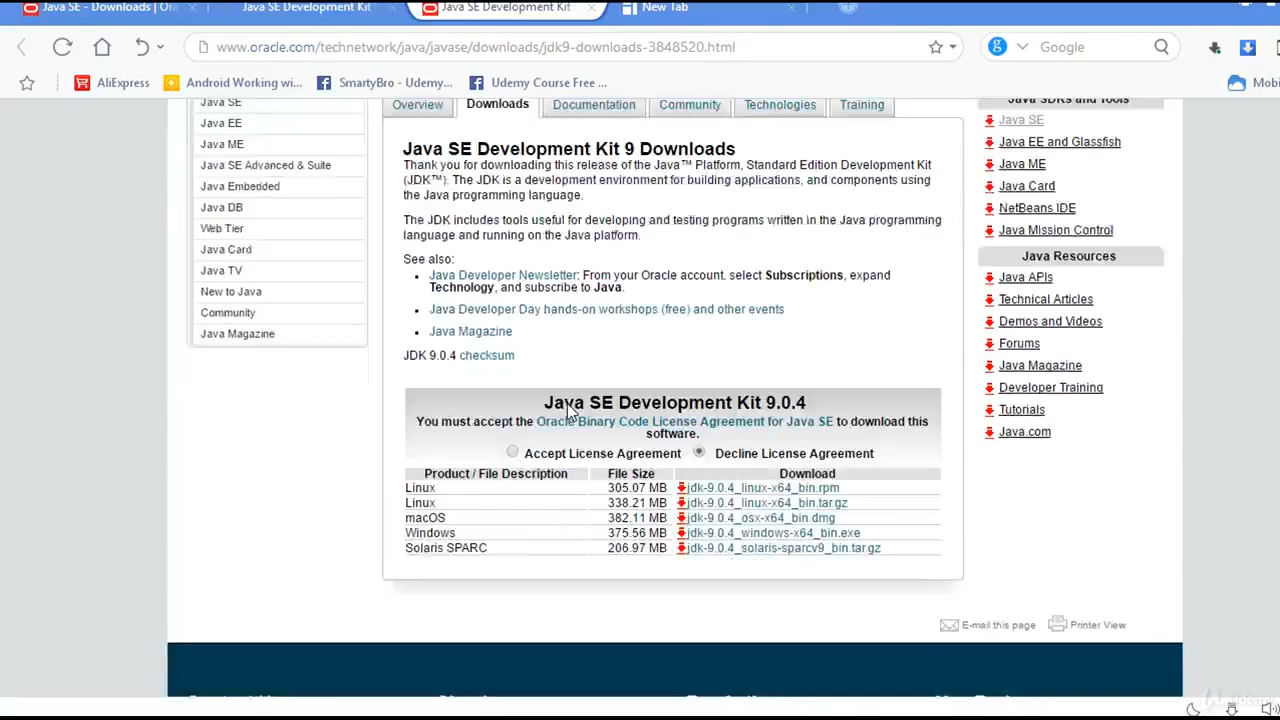 Java SE - Downloads | Ora
Java SE Development Kit
Java SE Development Kit
New Tab
www.oracle.com/technetwork/java/javase/downloads/jdk9-downloads-3848520.html
Google
AliExpress
Android Working wi...
SmartyBro - Udemy...
Udemy Course Free ...
Mobi
Java SE
Java EE
Java ME
Java SE Advanced & Suite
Java Embedded
Java DB
Web Tier
Java Card
Java TV
New to Java
Community
Java Magazine
Overview
Downloads
Documentation
Community
Technologies
Training
Java SE Development Kit 9 Downloads
Thank you for downloading this release of the Java™ Platform, Standard Edition Development Kit
(JDK™). The JDK is a development environment for building applications, and components using
the Java programming language.
The JDK includes tools useful for developing and testing programs written in the Java programming
language and running on the Java platform.
See also:
Java Developer Newsletter: From your Oracle account, select Subscriptions, expand
Technology, and subscribe to Java.
Java Developer Day hands-on workshops (free) and other events
Java Magazine
JDK 9.0.4 checksum
Java SE Development Kit 9.0.4
You must accept the Oracle Binary Code License Agreement for Java SE to download this
software.
Accept License Agreement Decline License Agreement
Product / File Description File Size Download
Linux 305.07 MB jdk-9.0.4_linux-x64_bin.rpm
Linux 338.21 MB jdk-9.0.4_linux-x64_bin.tar.gz
macOS 382.11 MB jdk-9.0.4_osx-x64_bin.dmg
Windows 375.56 MB jdk-9.0.4_windows-x64_bin.exe
Solaris SPARC 206.97 MB jdk-9.0.4_solaris-sparcv9_bin.tar.gz
Java SDKs and Tools
Java SE
Java EE and Glassfish
Java ME
Java Card
NetBeans IDE
Java Mission Control
Java Resources
Java APIs
Technical Articles
Demos and Videos
Forums
Java Magazine
Developer Training
Tutorials
Java.com
E-mail this page
Printer View
Udemy